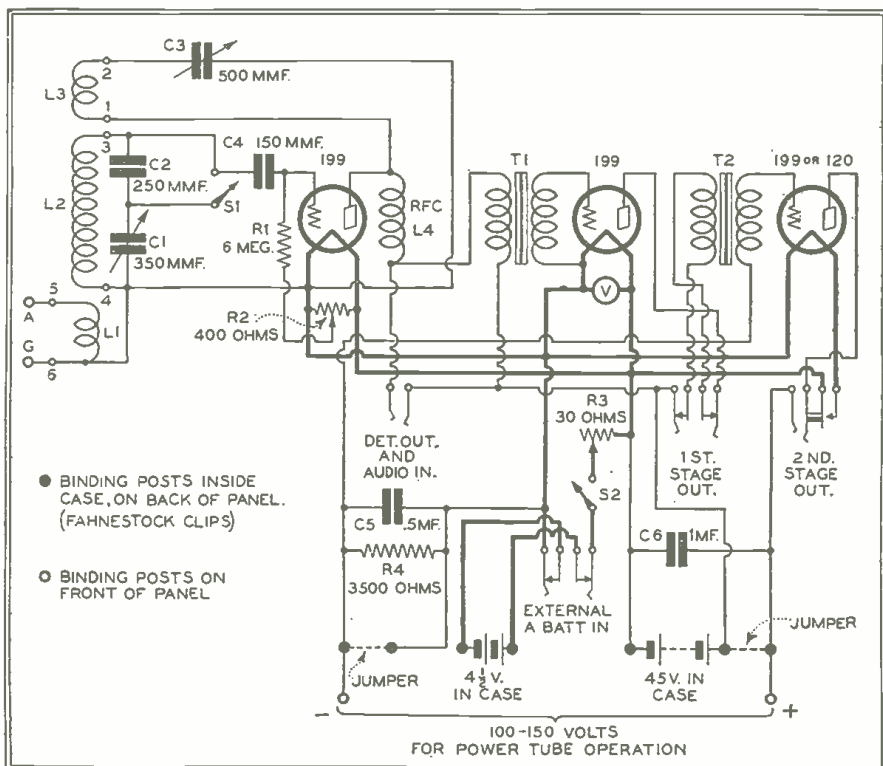 C3
500 MMF.
2
L3
1
3
C4
150 MMF.
199
T1
199
T2
199 OR 120
C2
250 MMF.
L2
S1
R1
6 MEG.
RFC
L4
C1
350 MMF.
V
5
4
A
L1
R2
400 OHMS
G
6
R3
30 OHMS
DET. OUT.
AND
AUDIO IN.
1 ST.
STAGE
OUT.
2 ND.
STAGE
OUT.
S2
BINDING POSTS INSIDE
CASE, ON BACK OF PANEL.
(FAHNESTOCK CLIPS)
C5
.5MF.
C6
1MF.
R4
3500 OHMS
BINDING POSTS ON
FRONT OF PANEL
EXTERNAL
A BATT IN
JUMPER
JUMPER
4 1/2 V.
IN CASE
45 V. IN
CASE
-
+
100-150 VOLTS
FOR POWER TUBE OPERATION